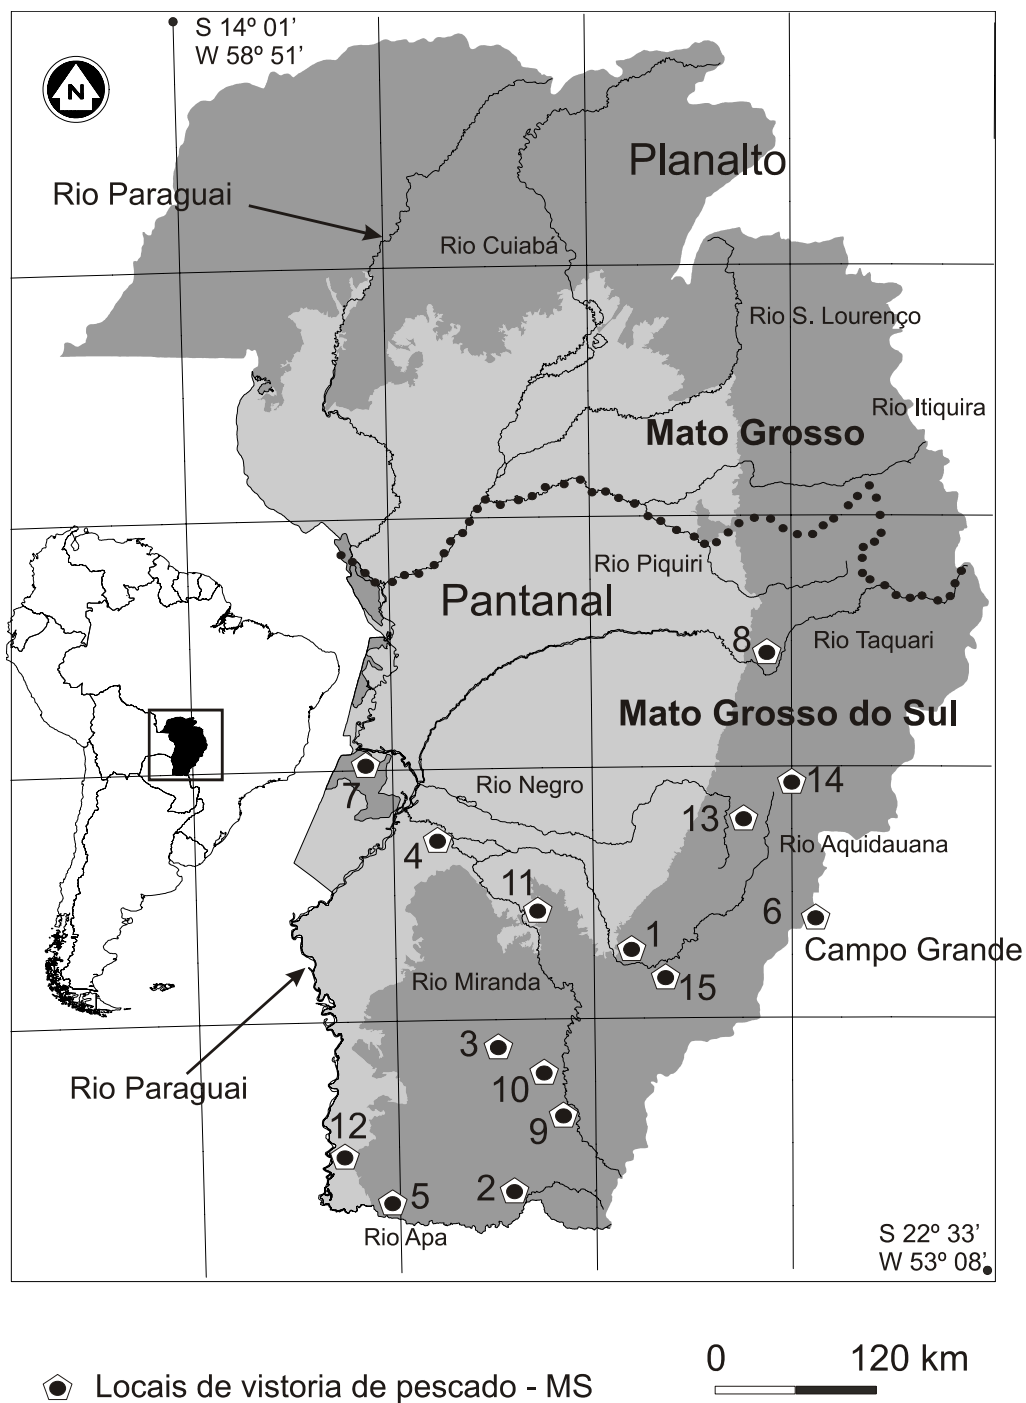 S 14º 01'
W 58º 51'
N
Planalto
Rio Paraguai
Rio Cuiabá
Rio S. Lourenço
Rio Itiquira
Mato Grosso
Rio Piquiri
Pantanal
8
Rio Taquari
Mato Grosso do Sul
7
Rio Negro
14
13
Rio Aquidauana
4
11
6
1
Campo Grande
Rio Miranda
15
3
Rio Paraguai
10
9
12
2
5
Rio Apa
S 22º 33'
W 53º 08'
0 120 km
Locais de vistoria de pescado - MS